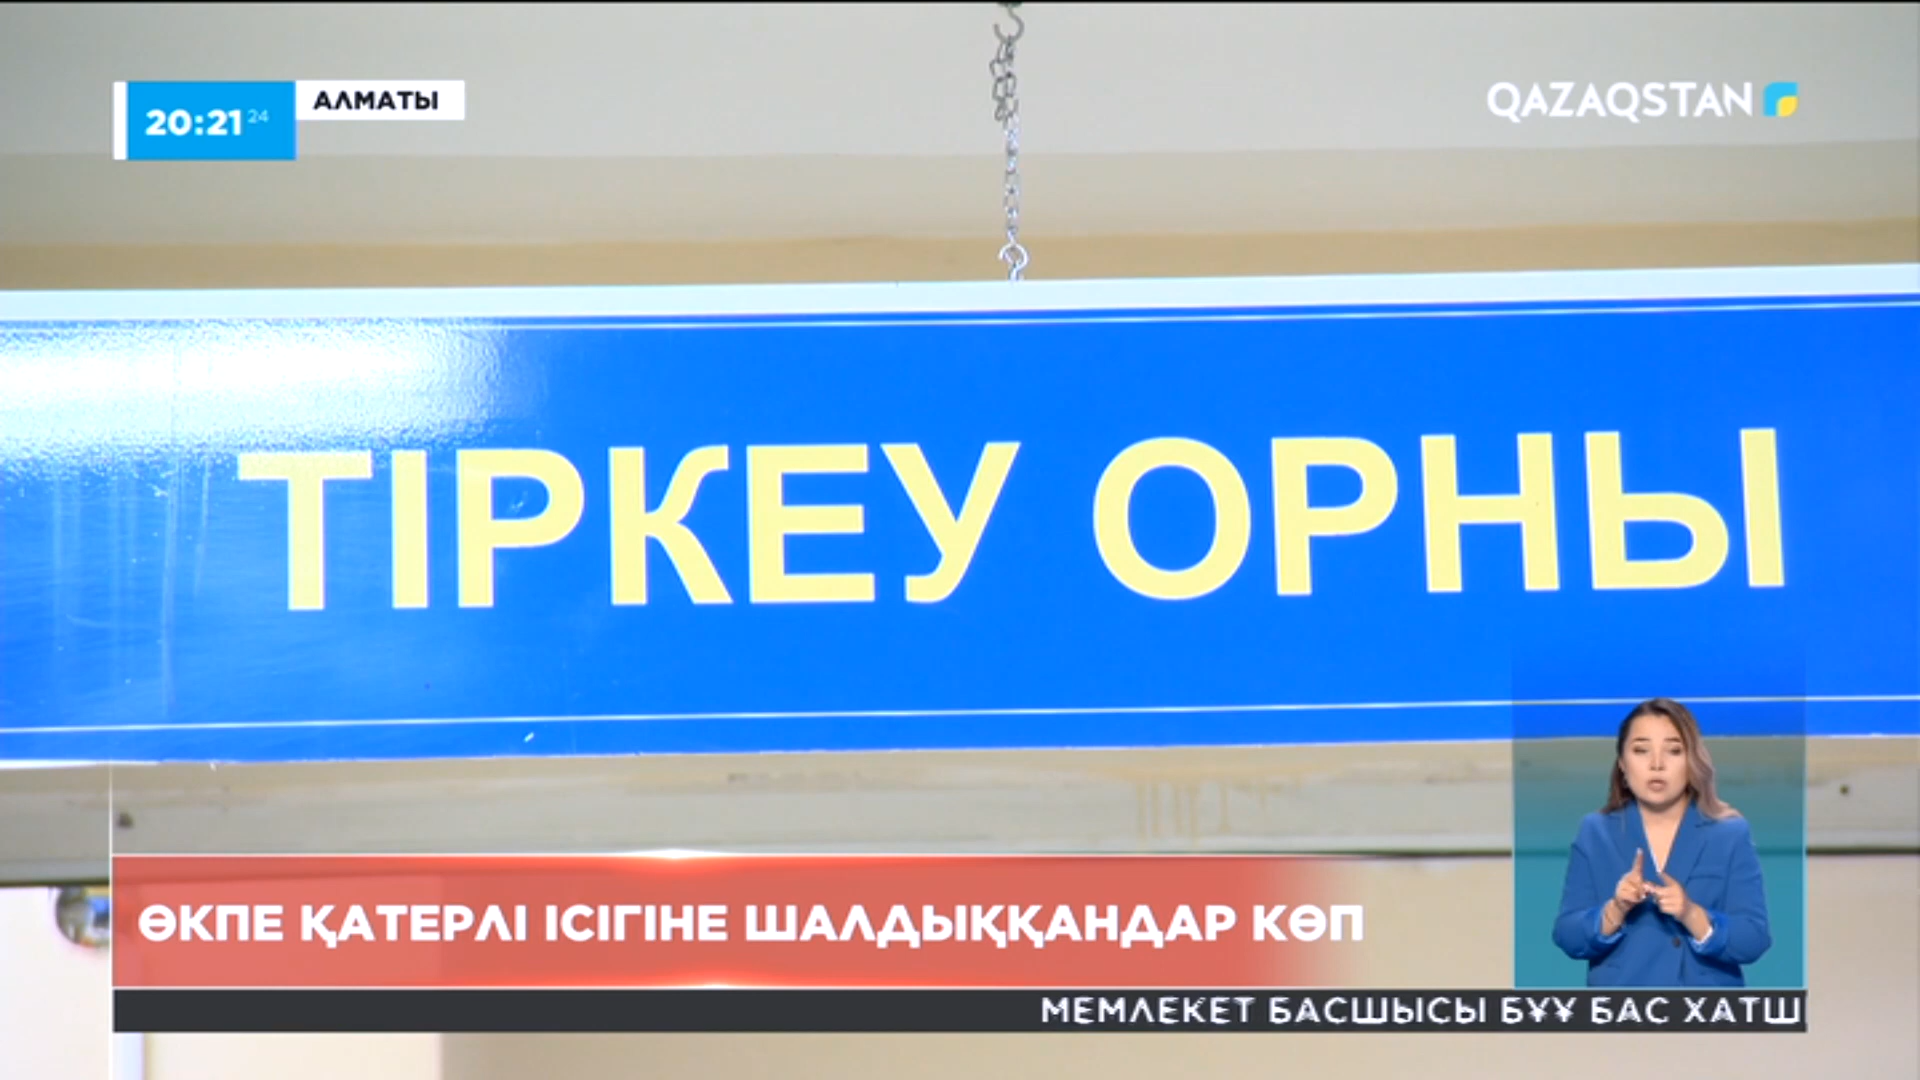 20:21 24
АЛМАТЫ
QAZAQSTAN
ТІРКЕУ ОРНЫ
ӨКПЕ ҚАТЕРЛІ ІСІГІНЕ ШАЛДЫҚҚАНДАР КӨП
МЕМЛЕКЕТ БАСШЫСЫ БҰҰ БАС ХАТШ